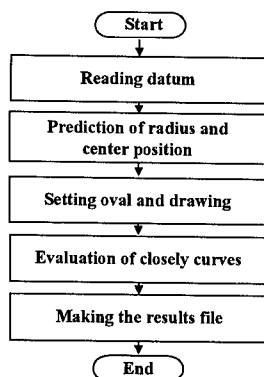 Start
Reading datum
Prediction of radius and
center position
Setting oval and drawing
Evaluation of closely curves
Making the results file
End